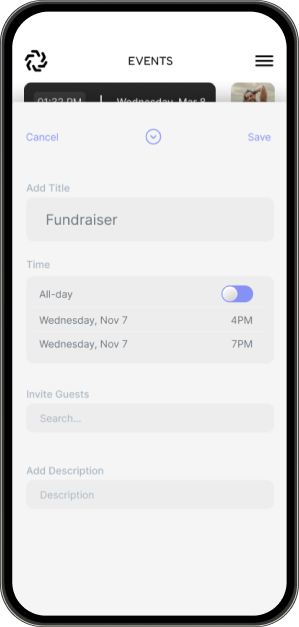 EVENTS
01:32 PM Wednesday, Mar 8
Cancel Save
Add Title
Fundraiser
Time
All-day
Wednesday, Nov 7 4PM
Wednesday, Nov 7 7PM
Invite Guests
Search...
Add Description
Description